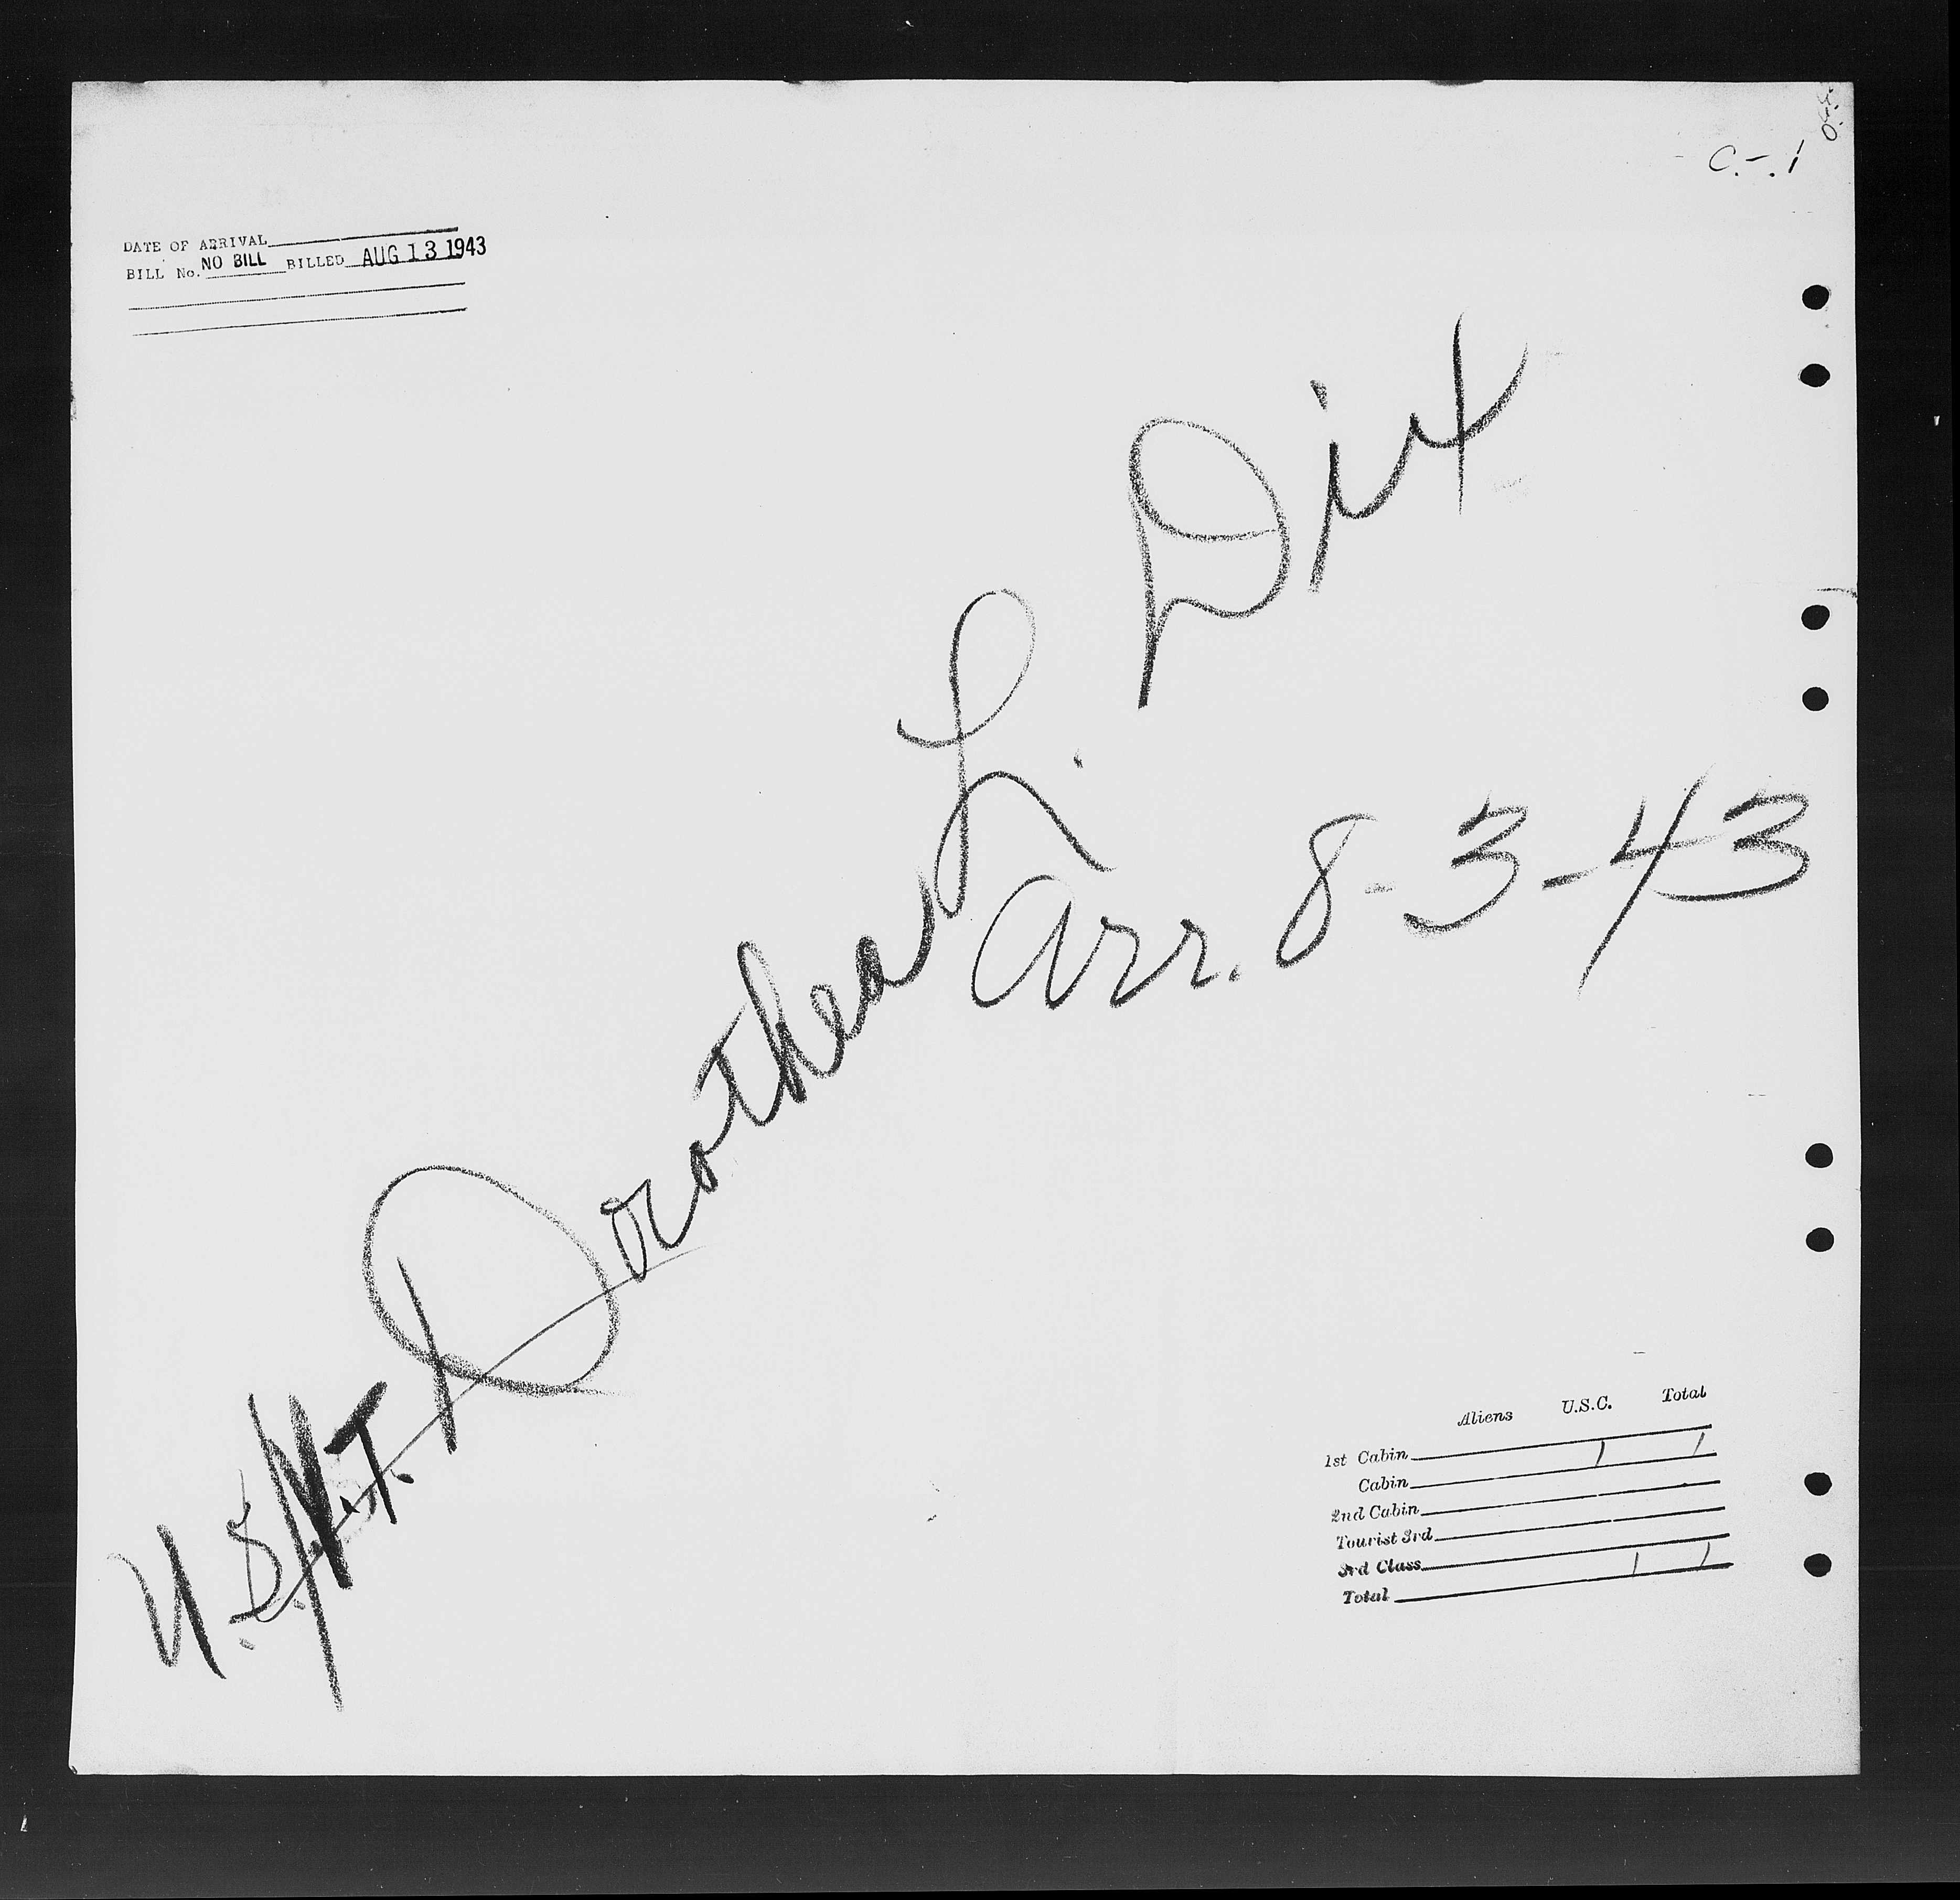 C.-.1
DATE OF ARRIVAL
BILL No. NO BILL BILLED AUG 13 1943
U.S.A.T. Dorothea L. Dix
Arr. 8-3-43
Aliens U.S.C. Total
1st Cabin 1 1
Cabin
2nd Cabin
Tourist 3rd
3rd Class 1 1
Total